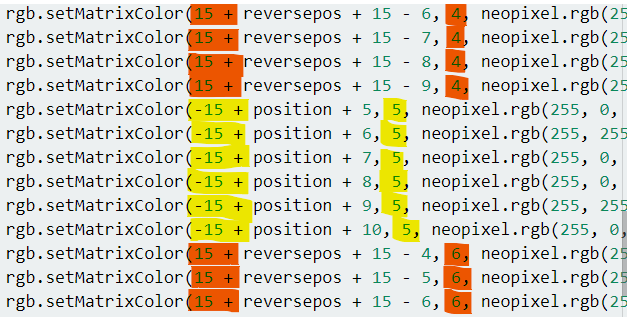 rgb.setMatrixColor(15 + reversepos + 15 - 6, 4, neopixel.rgb(25
rgb.setMatrixColor(15 + reversepos + 15 - 7, 4, neopixel.rgb(25
rgb.setMatrixColor(15 + reversepos + 15 - 8, 4, neopixel.rgb(25
rgb.setMatrixColor(15 + reversepos + 15 - 9, 4, neopixel.rgb(25
rgb.setMatrixColor(-15 + position + 5, 5, neopixel.rgb(255, 0,
rgb.setMatrixColor(-15 + position + 6, 5, neopixel.rgb(255, 255
rgb.setMatrixColor(-15 + position + 7, 5, neopixel.rgb(255, 0,
rgb.setMatrixColor(-15 + position + 8, 5, neopixel.rgb(255, 0,
rgb.setMatrixColor(-15 + position + 9, 5, neopixel.rgb(255, 255
rgb.setMatrixColor(-15 + position + 10, 5, neopixel.rgb(255, 0,
rgb.setMatrixColor(15 + reversepos + 15 - 4, 6, neopixel.rgb(25
rgb.setMatrixColor(15 + reversepos + 15 - 5, 6, neopixel.rgb(25
rgb.setMatrixColor(15 + reversepos + 15 - 6, 6, neopixel.rgb(25